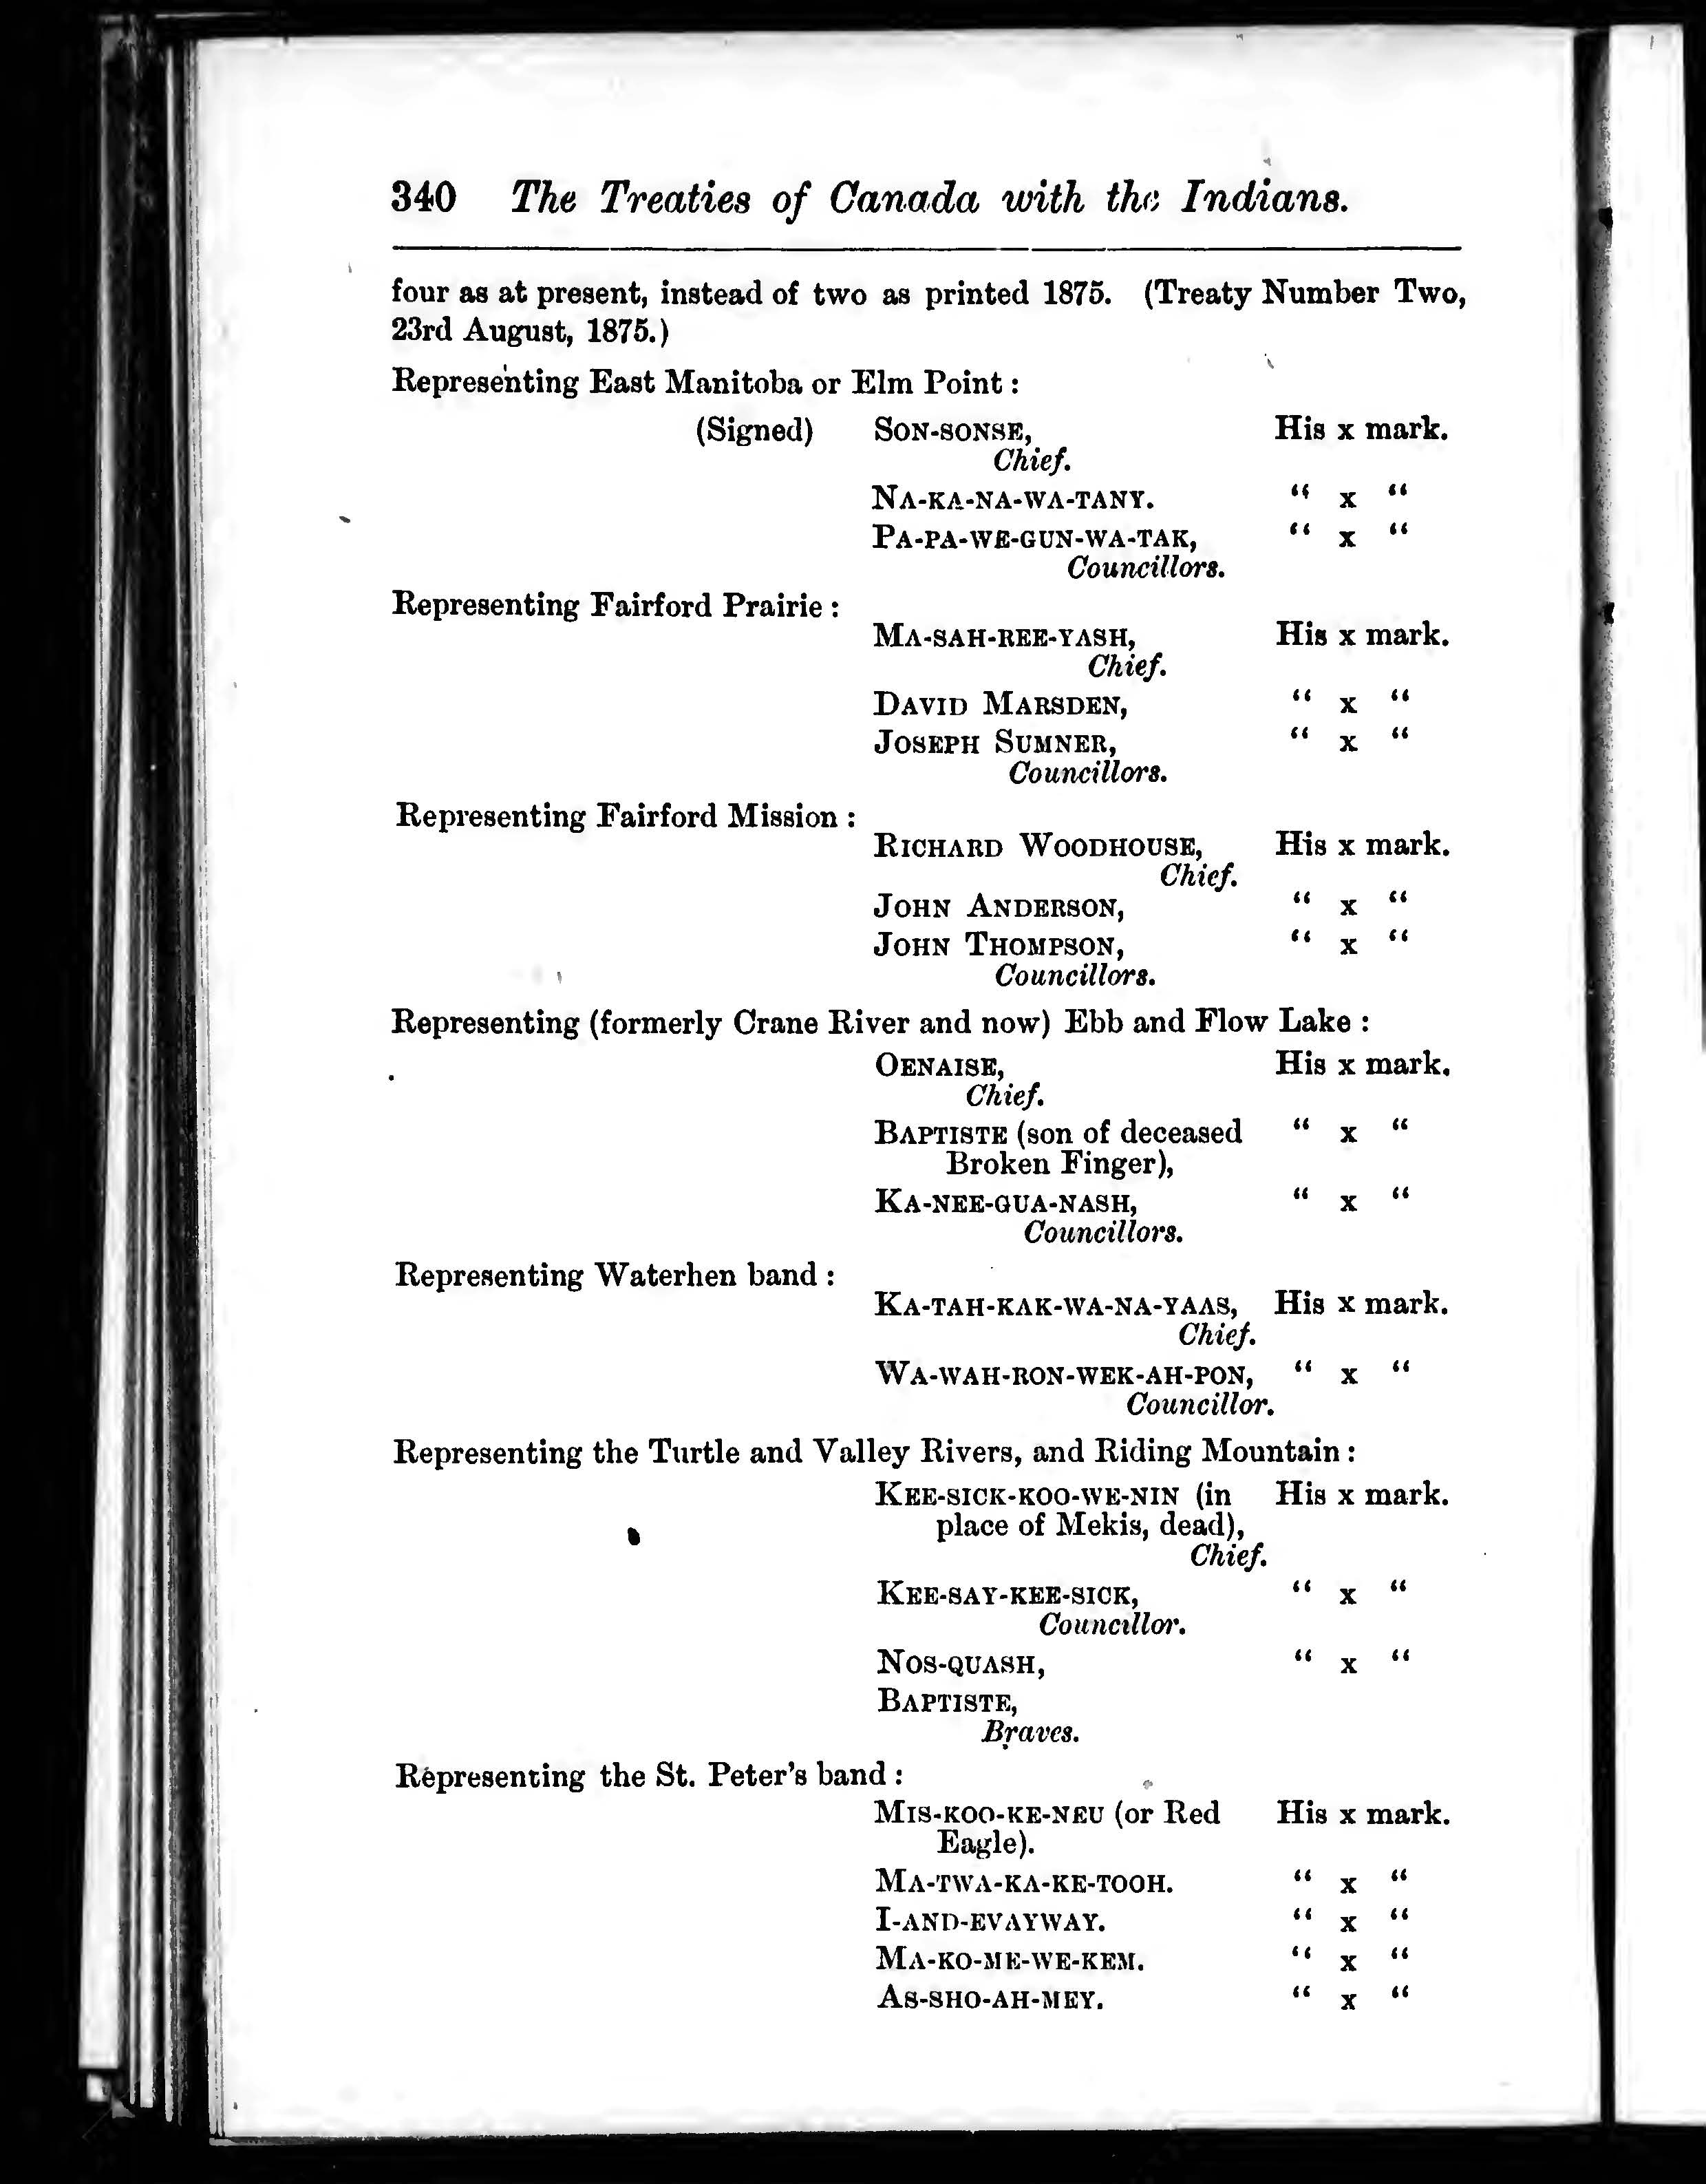 340 The Treaties of Canada with the Indians.
four as at present, instead of two as printed 1875. (Treaty Number Two,
23rd August, 1875.)
Representing East Manitoba or Elm Point :
(Signed) SON-SONSE, His x mark.
Chief.
NA-KA-NA-WA-TANY. “ x “
PA-PA-WE-GUN-WA-TAK, “ x “
Councillors.
Representing Fairford Prairie :
MA-SAH-REE-YASH, His x mark.
Chief.
DAVID MARSDEN, “ x “
JOSEPH SUMNER, “ x “
Councillors.
Representing Fairford Mission :
RICHARD WOODHOUSE, His x mark.
Chief.
JOHN ANDERSON, “ x “
JOHN THOMPSON, “ x “
Councillors.
Representing (formerly Crane River and now) Ebb and Flow Lake :
OENAISE, His x mark.
Chief.
BAPTISTE (son of deceased “ x “
Broken Finger),
KA-NEE-GUA-NASH, “ x “
Councillors.
Representing Waterhen band :
KA-TAH-KAK-WA-NA-YAAS, His x mark.
Chief.
WA-WAH-RON-WEK-AH-PON, “ x “
Councillor.
Representing the Turtle and Valley Rivers, and Riding Mountain :
KEE-SICK-KOO-WE-NIN (in His x mark.
place of Mekis, dead),
Chief.
KEE-SAY-KEE-SICK, “ x “
Councillor.
NOS-QUASH, “ x “
BAPTISTE,
Braves.
Representing the St. Peter's band :
MIS-KOO-KE-NEU (or Red His x mark.
Eagle).
MA-TWA-KA-KE-TOOH. “ x “
I-AND-EVAYWAY. “ x “
MA-KO-ME-WE-KEM. “ x “
AS-SHO-AH-MEY. “ x “